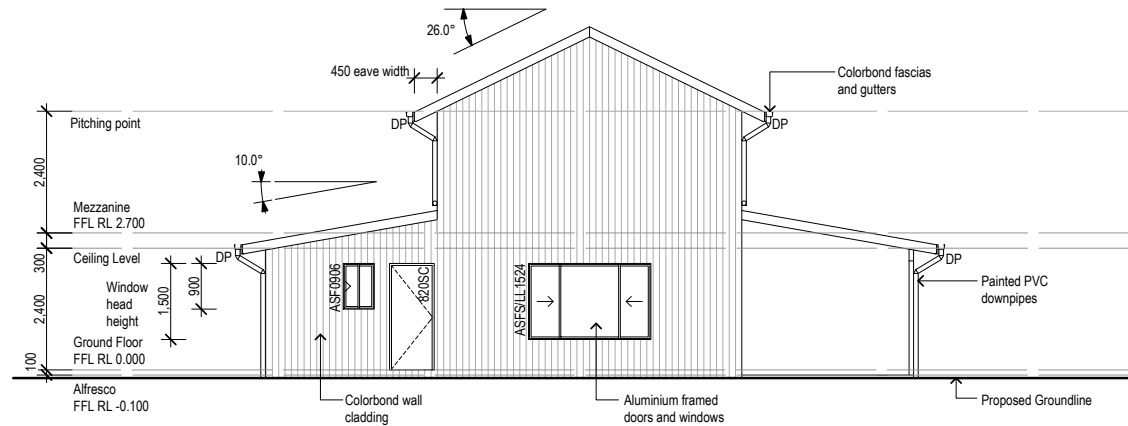 26.0°
450 eave width
Colorbond fascias
and gutters
Pitching point
DP
DP
2,400
10.0°
Mezzanine
FFL RL 2.700
300
Ceiling Level
DP
DP
Window
head
height
1,500
900
ASF0906
820SC
ASFS/LL1524
Painted PVC
downpipes
2,400
Ground Floor
FFL RL 0.000
100
Alfresco
FFL RL -0.100
Colorbond wall
cladding
Aluminium framed
doors and windows
Proposed Groundline